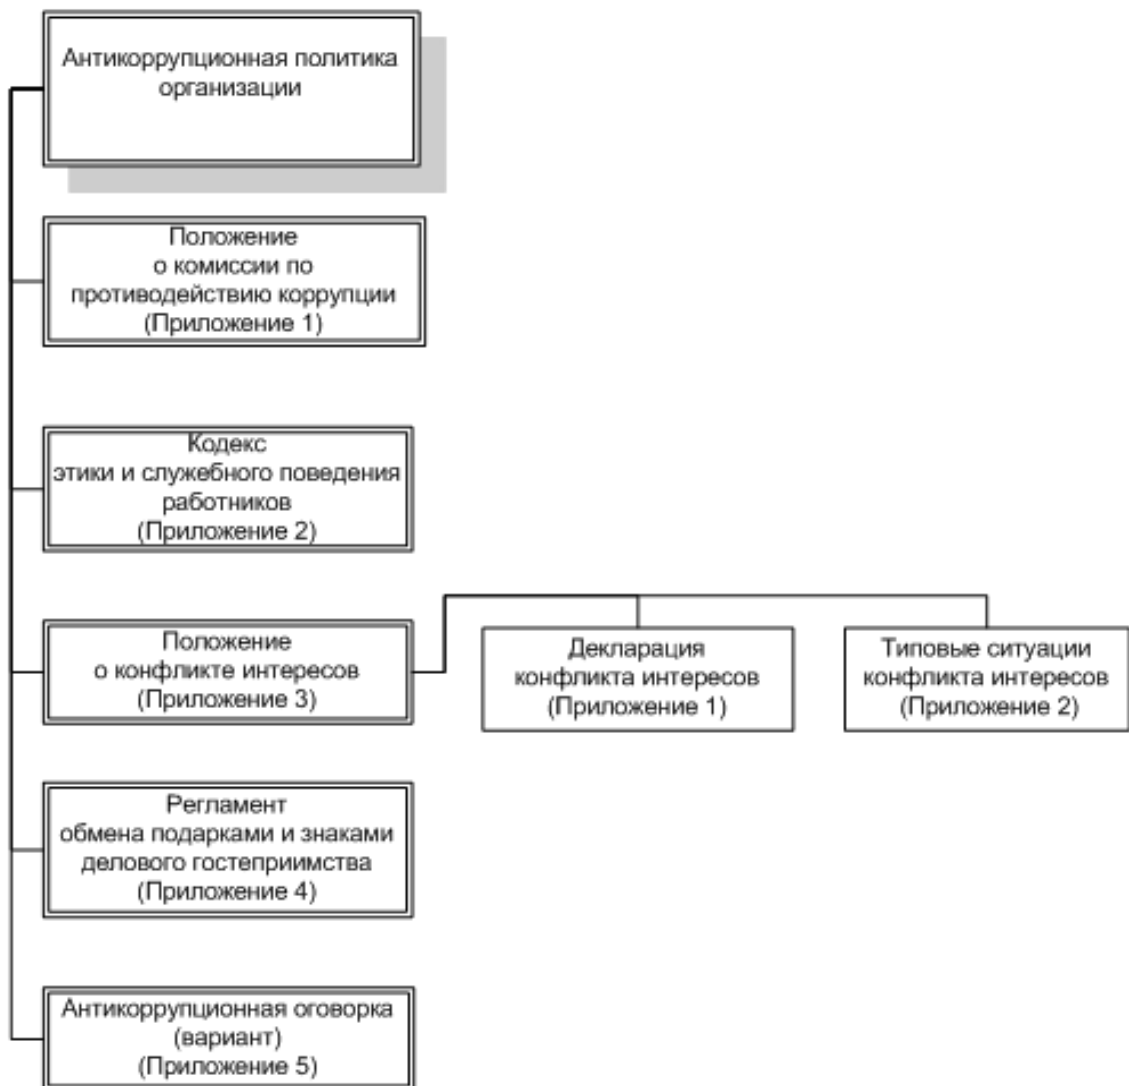 Антикоррупционная политика
организации
Положение
о комиссии по
противодействию коррупции
(Приложение 1)
Кодекс
этики и служебного поведения
работников
(Приложение 2)
Положение
о конфликте интересов
(Приложение 3)
Декларация
конфликта интересов
(Приложение 1)
Типовые ситуации
конфликта интересов
(Приложение 2)
Регламент
обмена подарками и знаками
делового гостеприимства
(Приложение 4)
Антикоррупционная оговорка
(вариант)
(Приложение 5)